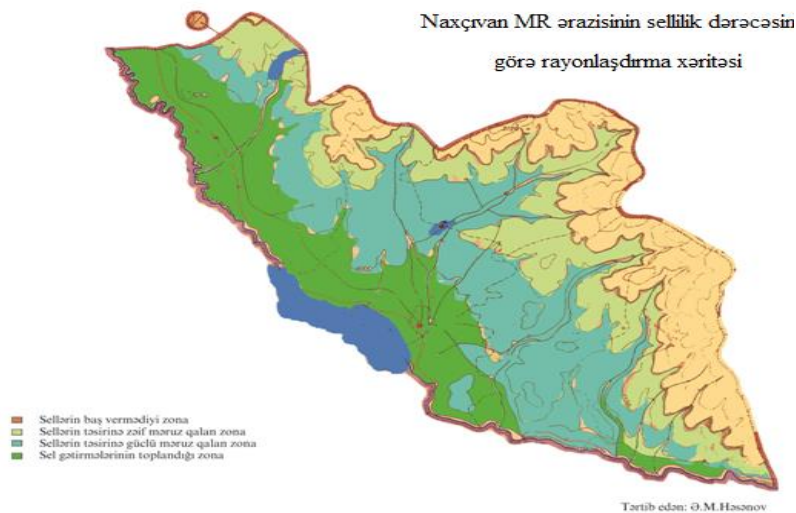 Naxçıvan MR ərazisinin sellilik dərəcəsin
görə rayonlaşdırma xəritəsi
Sellərin baş vermədiyi zona
Sellərin təsirinə zəif məruz qalan zona
Sellərin təsirinə güclü məruz qalan zona
Sel gətirmələrinin toplandığı zona
Tərtib edən: Ə.M.Həsənov